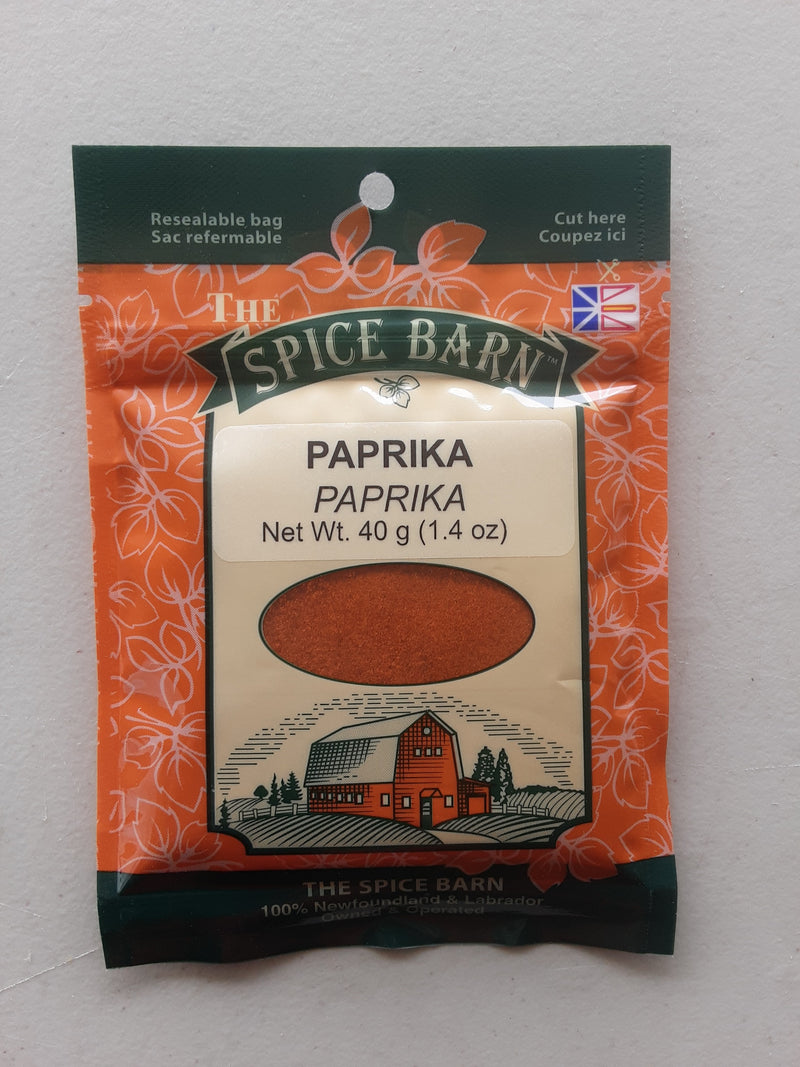 Resealable bag
Sac refermable
Cut here
Coupez ici
THE
SPICE BARN™
PAPRIKA
PAPRIKA
Net Wt. 40 g (1.4 oz)
THE SPICE BARN
100% Newfoundland & Labrador
Owned & Operated